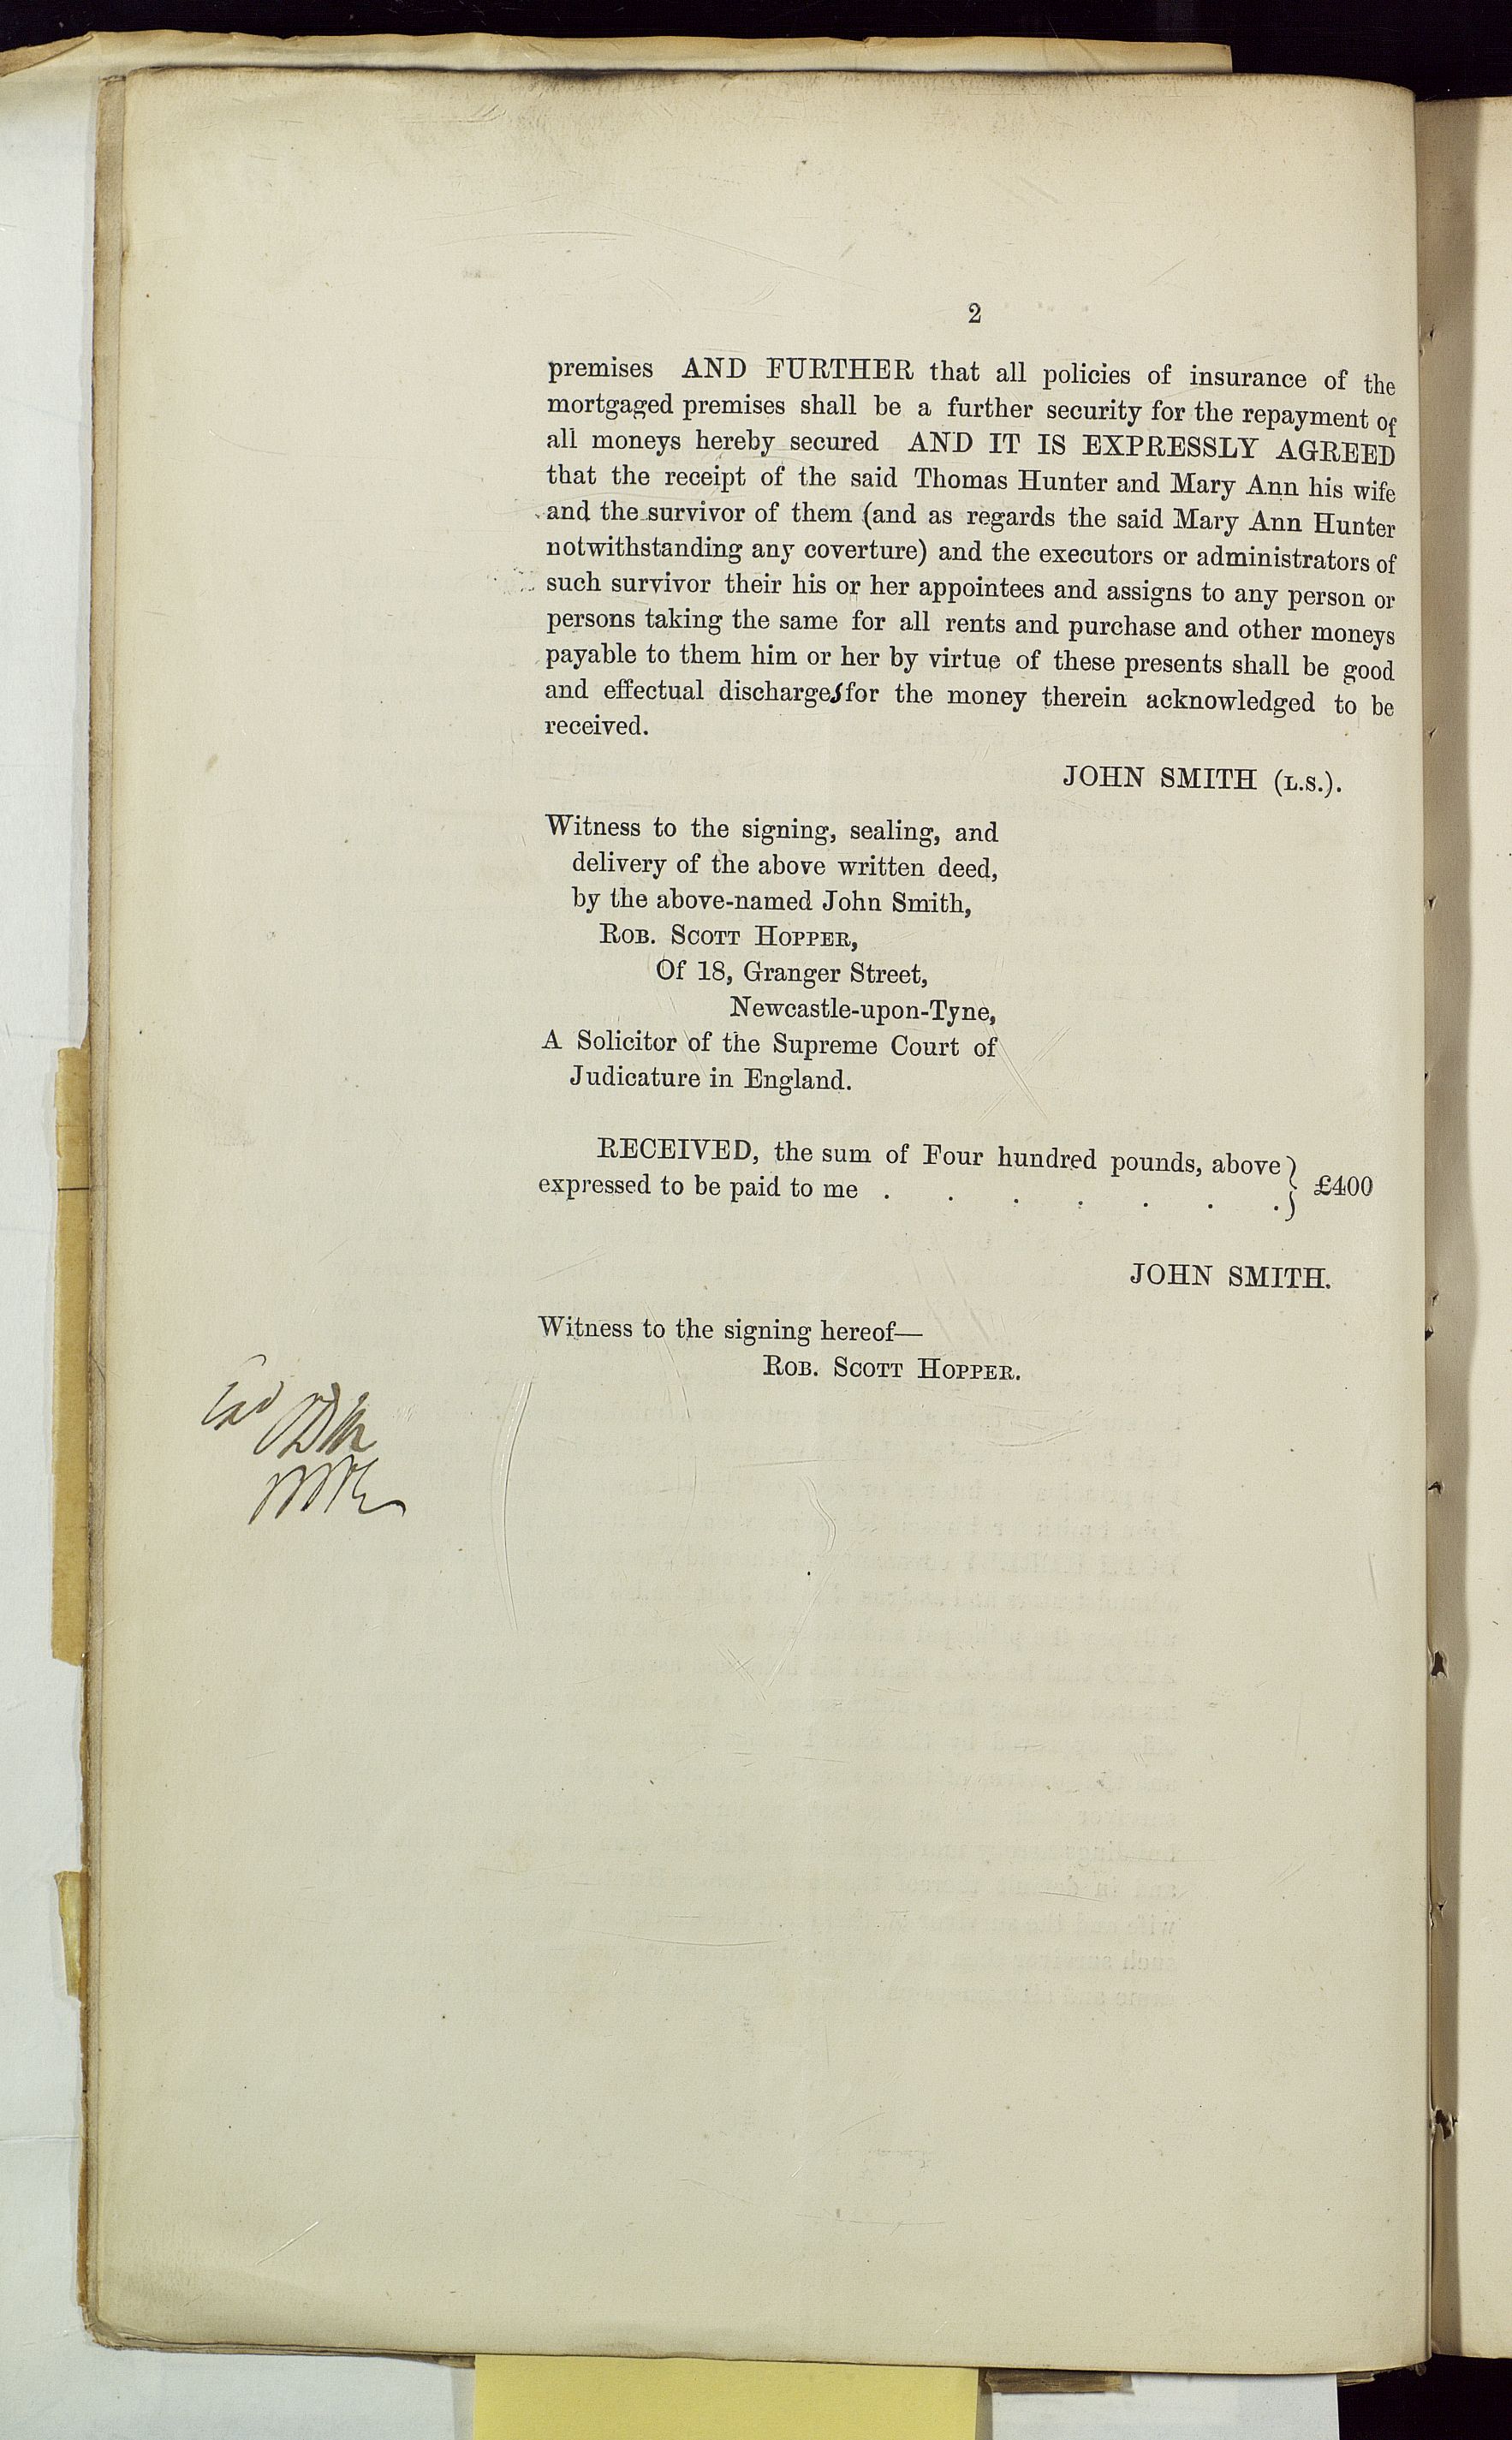 2
premises AND FURTHER that all policies of insurance of the
mortgaged premises shall be a further security for the repayment of
all moneys hereby secured AND IT IS EXPRESSLY AGREED
that the receipt of the said Thomas Hunter and Mary Ann his wife
and the survivor of them (and as regards the said Mary Ann Hunter
notwithstanding any coverture) and the executors or administrators of
such survivor their his or her appointees and assigns to any person or
persons taking the same for all rents and purchase and other moneys
payable to them him or her by virtue of these presents shall be good
and effectual discharges for the money therein acknowledged to be
received.
JOHN SMITH (L.S.).
Witness to the signing, sealing, and
delivery of the above written deed,
by the above-named John Smith,
ROB. SCOTT HOPPER,
Of 18, Granger Street,
Newcastle-upon-Tyne,
A Solicitor of the Supreme Court of
Judicature in England.
RECEIVED, the sum of Four hundred pounds, above
expressed to be paid to me . . . . . . . } £400
JOHN SMITH.
Witness to the signing hereof—
ROB. SCOTT HOPPER.